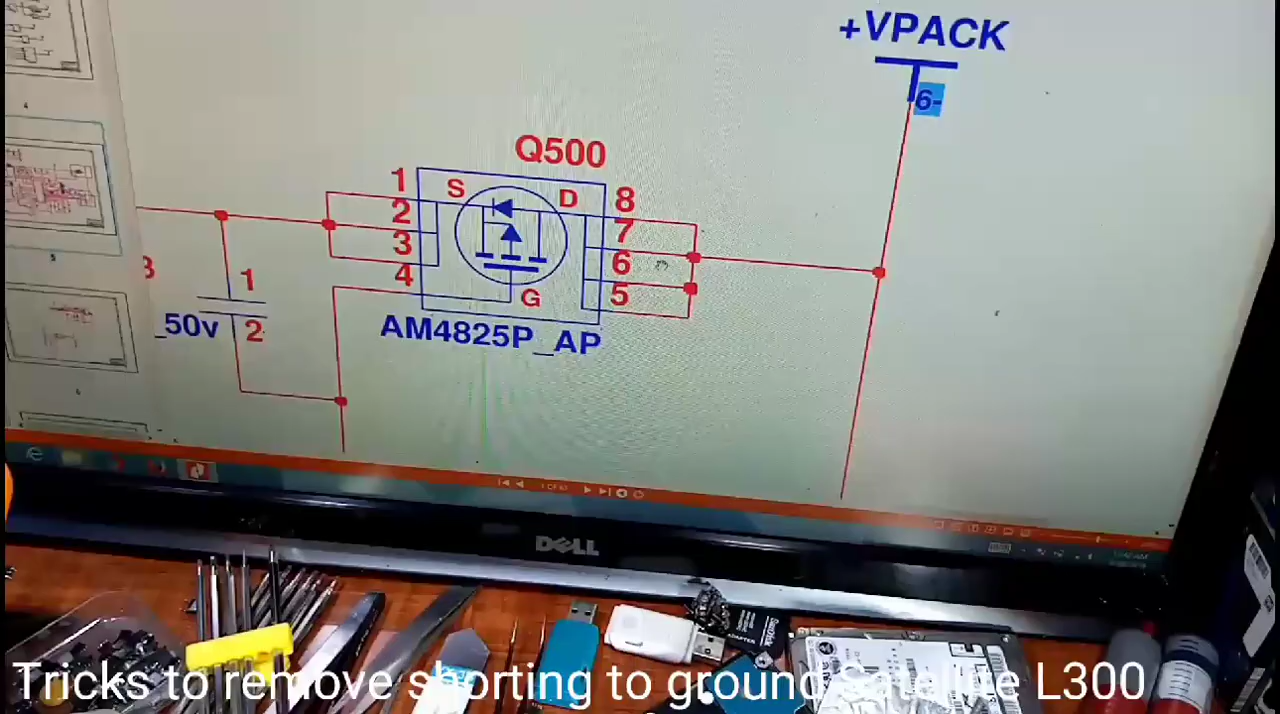 +VPACK
6-
Q500
1
2
3
4
S
D
G
8
7
6
5
AM4825P_AP
3
1
_50v
2
DELL
Tricks to remove shorting to ground Satellite L300